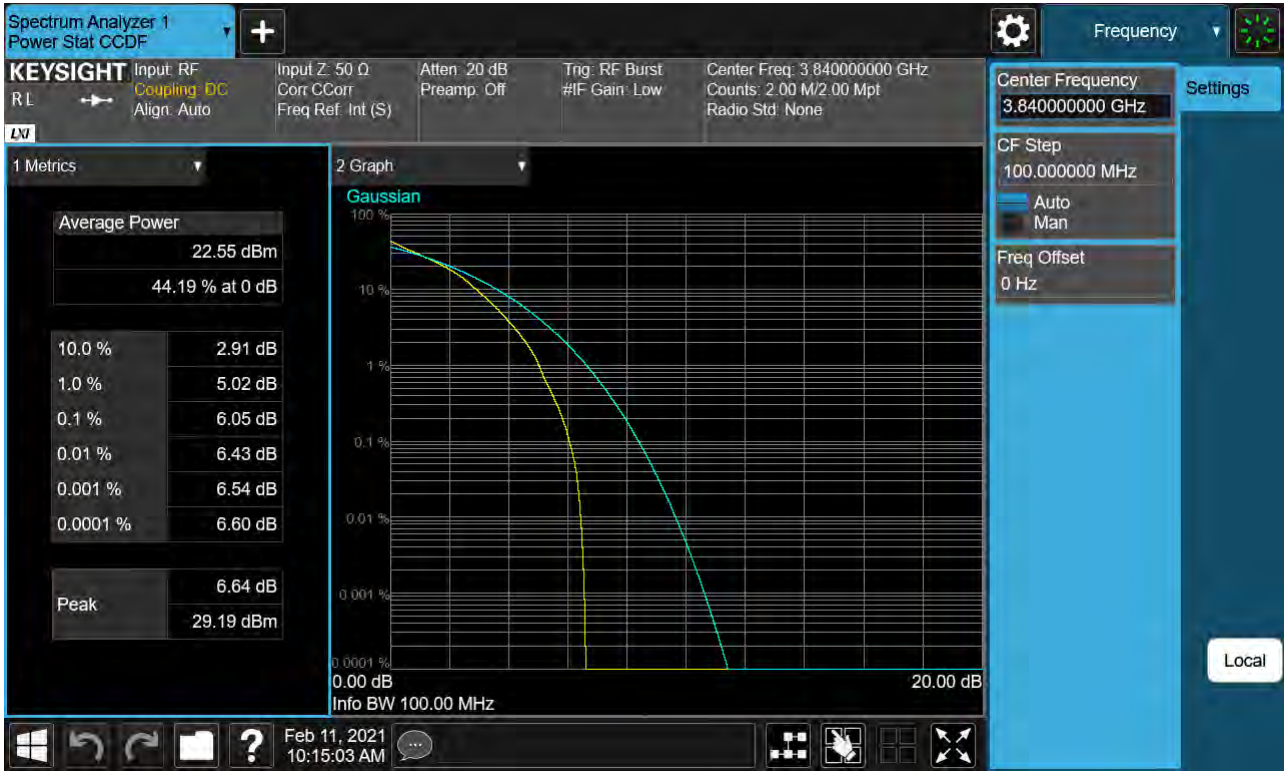 Spectrum Analyzer 1
Power Stat CCDF
+
Frequency
KEYSIGHT
RL
LXI
Input: RF
Coupling: DC
Align: Auto
Input Z: 50 Ω
Corr CCorr
Freq Ref: Int (S)
Atten: 20 dB
Preamp: Off
Trig: RF Burst
#IF Gain: Low
Center Freq: 3.840000000 GHz
Counts: 2.00 M/2.00 Mpt
Radio Std: None
1 Metrics
Average Power
22.55 dBm
44.19 % at 0 dB
10.0 % 2.91 dB
1.0 % 5.02 dB
0.1 % 6.05 dB
0.01 % 6.43 dB
0.001 % 6.54 dB
0.0001 % 6.60 dB
Peak
6.64 dB
29.19 dBm
2 Graph
Gaussian
100 %
10 %
1 %
0.1 %
0.01 %
0.001 %
0.0001 %
0.00 dB 20.00 dB
Info BW 100.00 MHz
Center Frequency
3.840000000 GHz
CF Step
100.000000 MHz
Auto
Man
Freq Offset
0 Hz
Settings
Local
?
Feb 11, 2021
10:15:03 AM